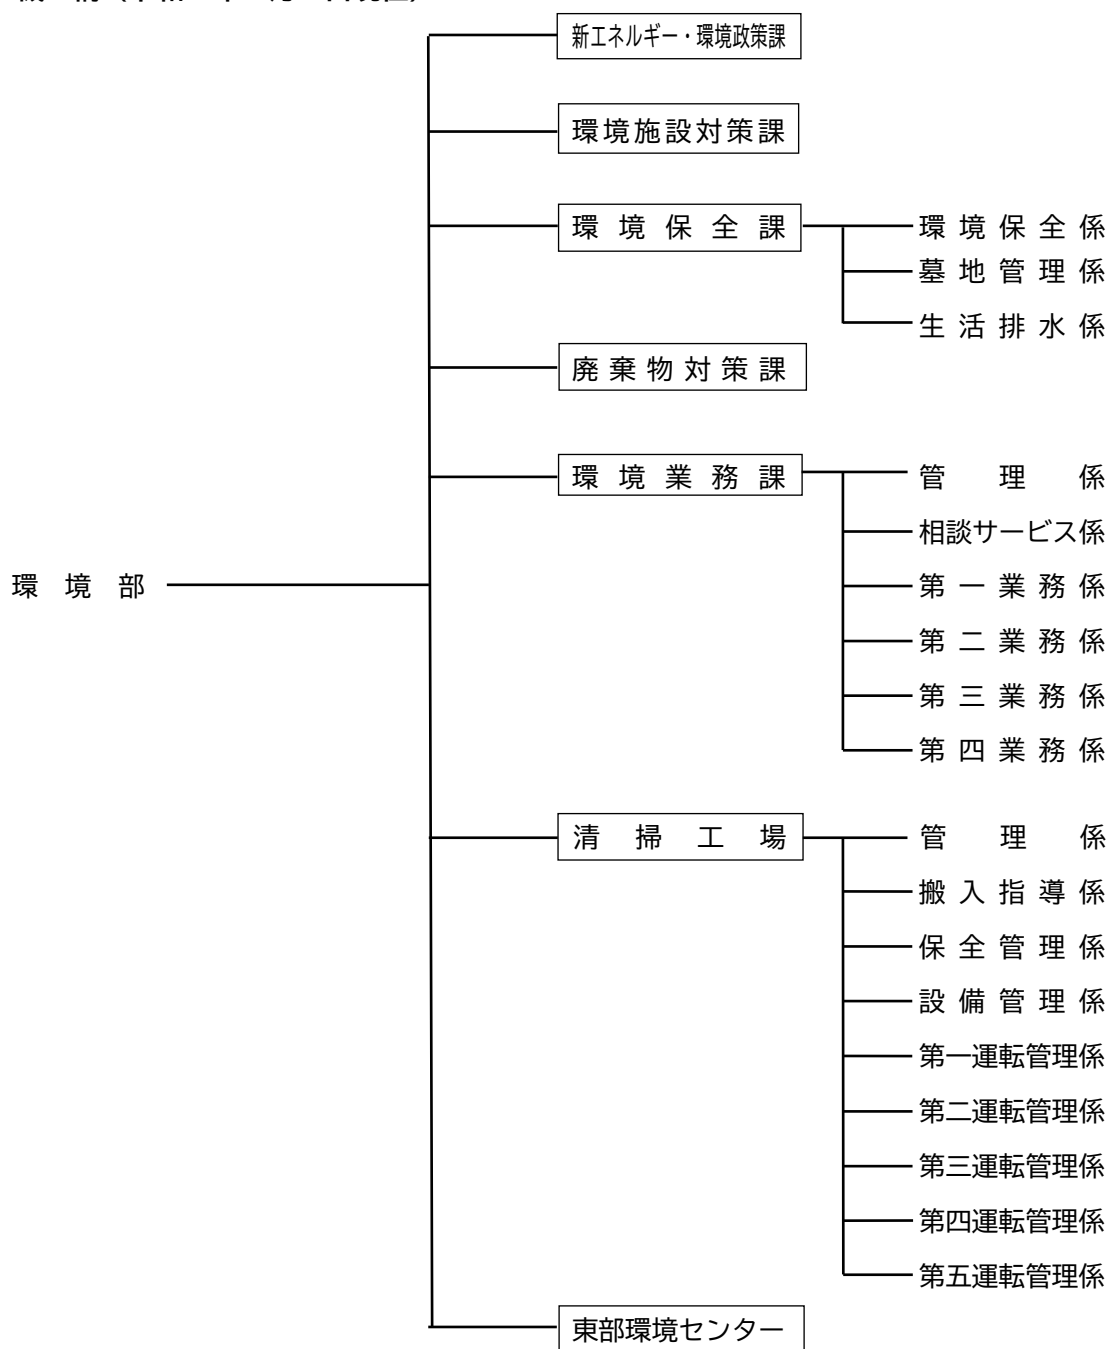 新エネルギー・環境政策課
環境施設対策課
環境保全課
環境保全係
墓地管理係
生活排水係
廃棄物対策課
環境業務課
管理係
相談サービス係
第一業務係
環境部
第二業務係
第三業務係
第四業務係
清掃工場
管理係
搬入指導係
保全管理係
設備管理係
第一運転管理係
第二運転管理係
第三運転管理係
第四運転管理係
第五運転管理係
東部環境センター